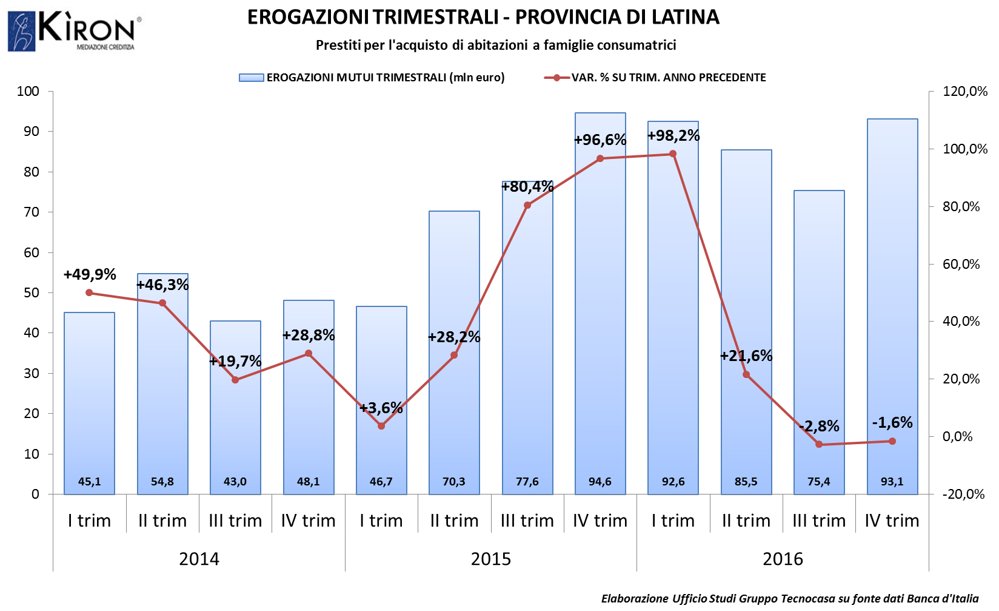 KÌRON®
MEDIAZIONE CREDITIZIA
EROGAZIONI TRIMESTRALI - PROVINCIA DI LATINA
Prestiti per l'acquisto di abitazioni a famiglie consumatrici
EROGAZIONI MUTUI TRIMESTRALI (mln euro) VAR. % SU TRIM. ANNO PRECEDENTE
100
90
80
70
60
50
40
30
20
10
0
120,0%
100,0%
80,0%
60,0%
40,0%
20,0%
0,0%
-20,0%
+49,9% +46,3% +19,7% +28,8% +3,6% +28,2% +80,4% +96,6% +98,2% +21,6% -2,8% -1,6%
45,1 54,8 43,0 48,1 46,7 70,3 77,6 94,6 92,6 85,5 75,4 93,1
I trim II trim III trim IV trim I trim II trim III trim IV trim I trim II trim III trim IV trim
2014 2015 2016
Elaborazione Ufficio Studi Gruppo Tecnocasa su fonte dati Banca d'Italia